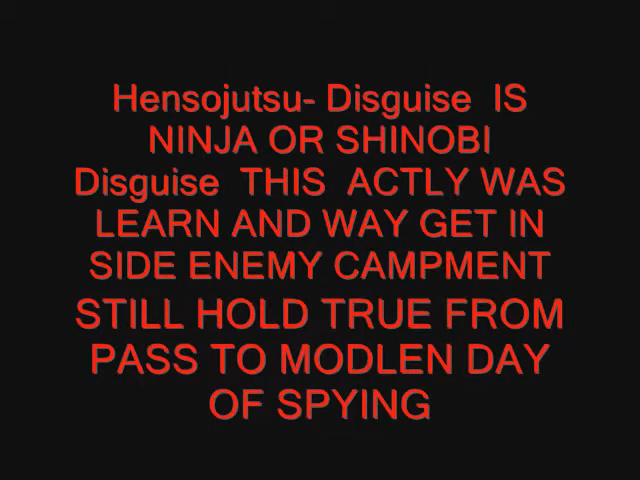 Hensojutsu- Disguise  IS
NINJA OR SHINOBI
Disguise  THIS  ACTLY WAS
LEARN AND WAY GET IN
SIDE ENEMY CAMPMENT
STILL HOLD TRUE FROM
PASS TO MODLEN DAY
OF SPYING